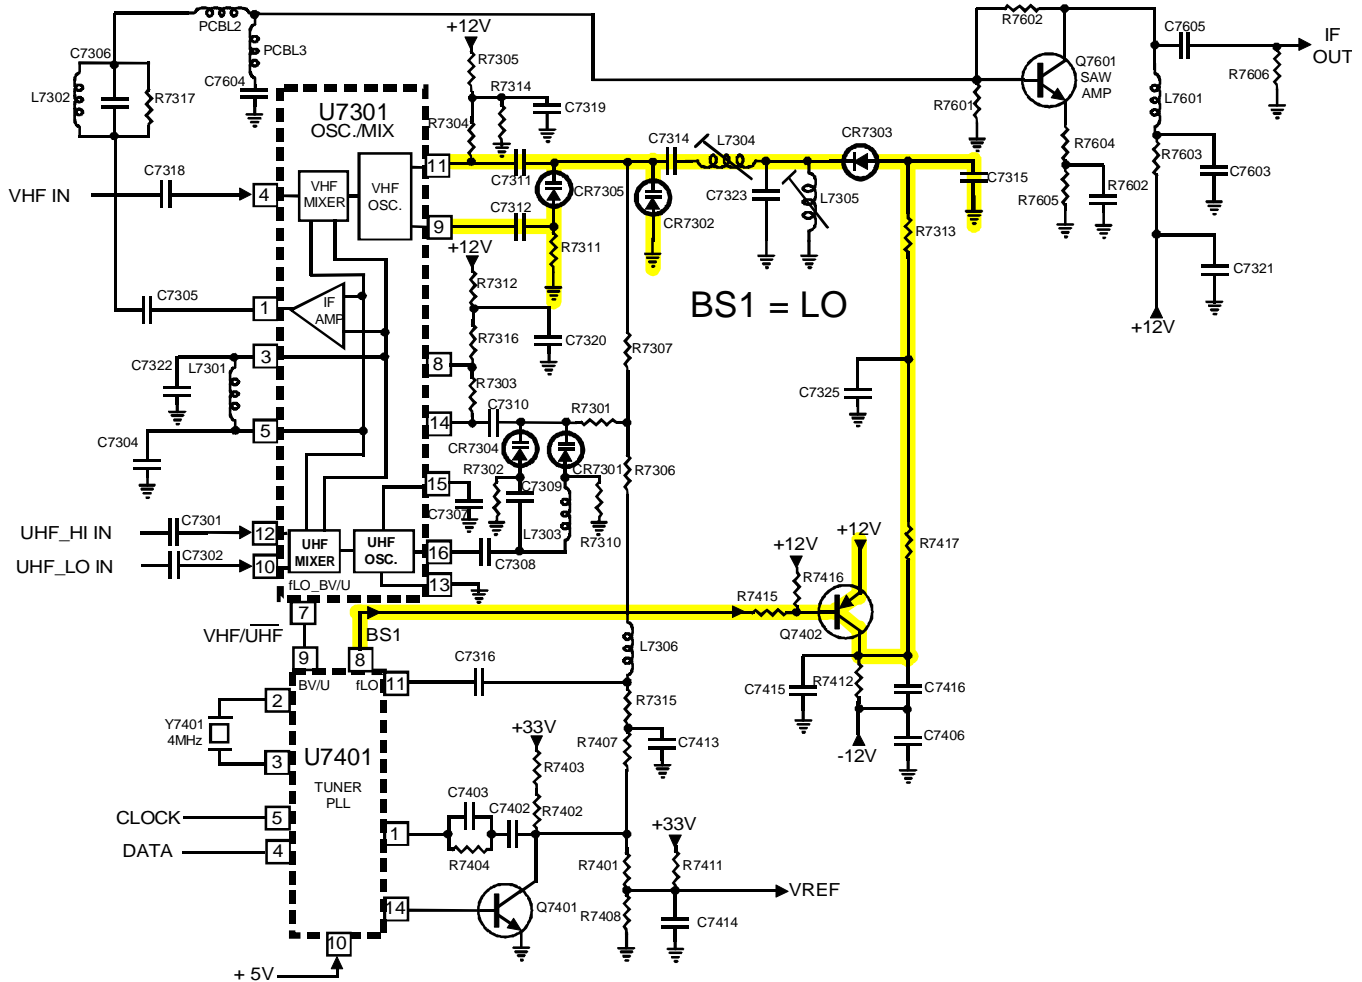 PCBL2
PCBL3
C7306
L7302
R7317
C7604
+12V
R7305
R7314
C7319
R7304
R7602
C7605
IF
OUT
Q7601
SAW
AMP
R7606
R7601
L7601
R7604
R7603
C7603
R7605
R7602
C7321
+12V
U7301
OSC./MIX
11
C7311
C7314
L7304
CR7303
C7315
CR7305
CR7302
C7323
L7305
R7313
VHF IN
C7318
4
VHF
MIXER
VHF
OSC.
9
C7312
R7311
+12V
R7312
BS1 = LO
C7305
1
IF
AMP
R7316
C7320
R7307
C7322
L7301
3
8
R7303
C7325
C7310
R7301
14
5
C7304
CR7304
CR7301
R7302
R7306
15
C7309
C7307
L7303
R7310
UHF_HI IN
C7301
12
UHF
MIXER
UHF
OSC.
16
C7308
UHF_LO IN
C7302
10
13
fLO_BV/U
+12V
+12V
R7417
R7416
R7415
Q7402
7
VHF/UHF
BS1
9
8
BV/U
fLO
11
C7316
L7306
R7412
C7415
C7416
C7406
-12V
2
Y7401
4MHz
3
U7401
TUNER
PLL
R7315
R7407
C7413
+33V
R7403
R7402
C7403
C7402
CLOCK
5
DATA
4
1
R7404
+33V
R7401
R7411
VREF
14
Q7401
R7408
C7414
10
+ 5V